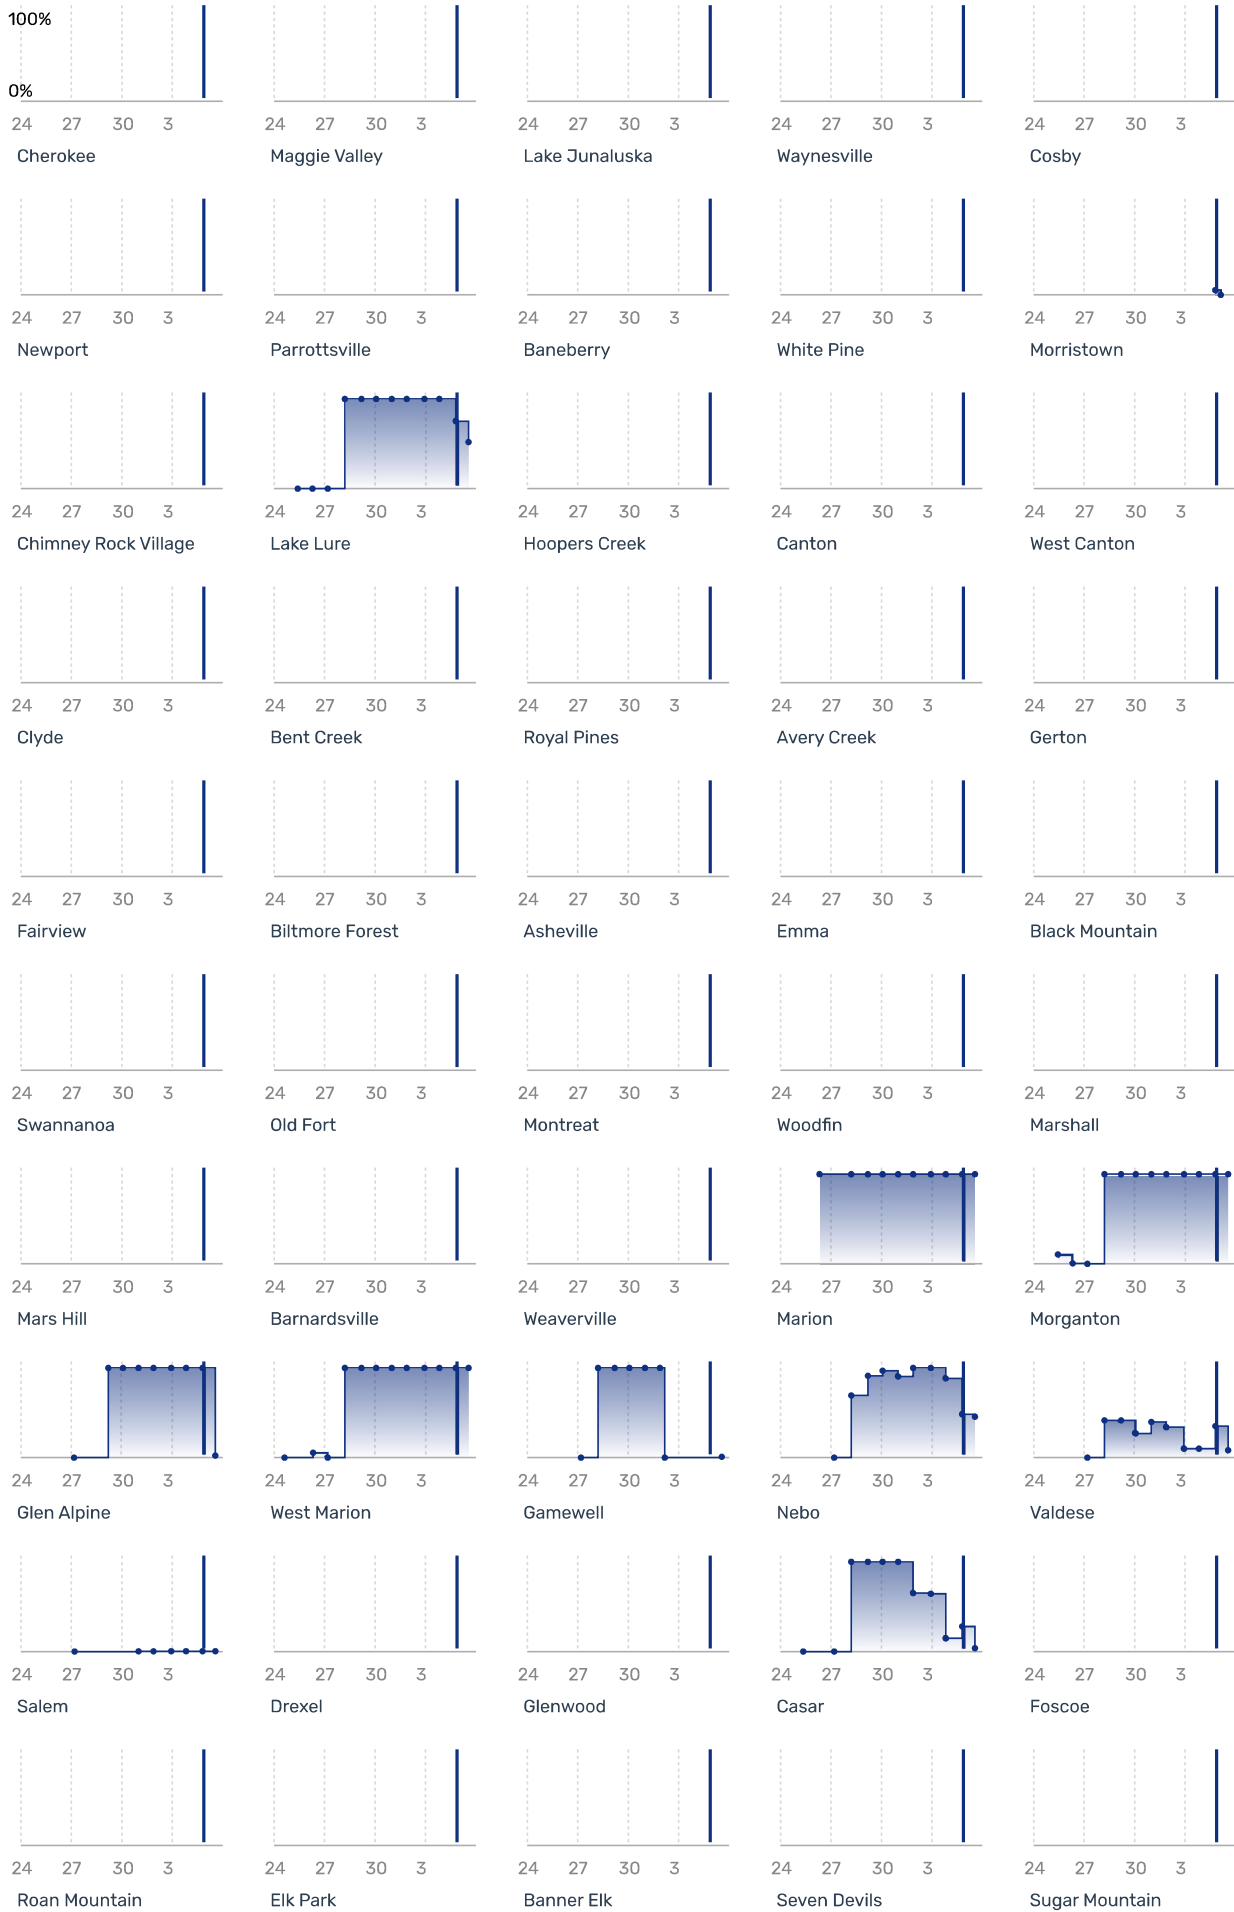 100%
0%
24 27 30 3 24 27 30 3 24 27 30 3 24 27 30 3 24 27 30 3
Cherokee Maggie Valley Lake Junaluska Waynesville Cosby
24 27 30 3 24 27 30 3 24 27 30 3 24 27 30 3 24 27 30 3
Newport Parrottsville Baneberry White Pine Morristown
24 27 30 3 24 27 30 3 24 27 30 3 24 27 30 3 24 27 30 3
Chimney Rock Village Lake Lure Hoopers Creek Canton West Canton
24 27 30 3 24 27 30 3 24 27 30 3 24 27 30 3 24 27 30 3
Clyde Bent Creek Royal Pines Avery Creek Gerton
24 27 30 3 24 27 30 3 24 27 30 3 24 27 30 3 24 27 30 3
Fairview Biltmore Forest Asheville Emma Black Mountain
24 27 30 3 24 27 30 3 24 27 30 3 24 27 30 3 24 27 30 3
Swannanoa Old Fort Montreat Woodfin Marshall
24 27 30 3 24 27 30 3 24 27 30 3 24 27 30 3 24 27 30 3
Mars Hill Barnardsville Weaverville Marion Morganton
24 27 30 3 24 27 30 3 24 27 30 3 24 27 30 3 24 27 30 3
Glen Alpine West Marion Gamewell Nebo Valdese
24 27 30 3 24 27 30 3 24 27 30 3 24 27 30 3 24 27 30 3
Salem Drexel Glenwood Casar Foscoe
24 27 30 3 24 27 30 3 24 27 30 3 24 27 30 3 24 27 30 3
Roan Mountain Elk Park Banner Elk Seven Devils Sugar Mountain